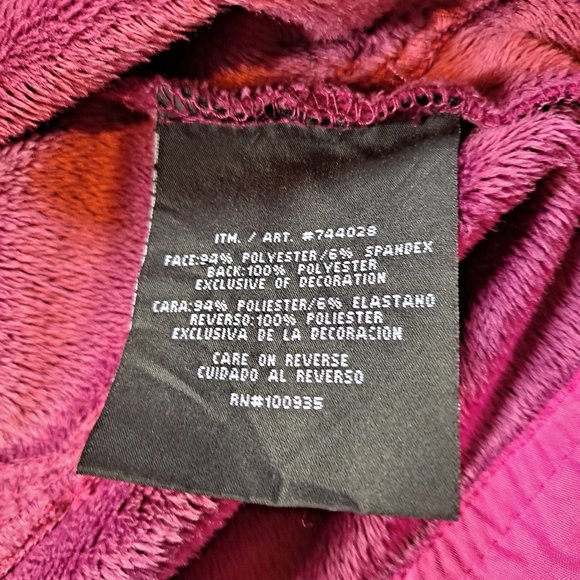 ITM. / ART. #744028
FACE:94% POLYESTER/6% SPANDEX
BACK:100% POLYESTER
EXCLUSIVE OF DECORATION
CARA:94% POLIESTER/6% ELASTANO
REVERSO:100% POLIESTER
EXCLUSIVA DE LA DECORACION
CARE ON REVERSE
CUIDADO AL REVERSO
RN#100935